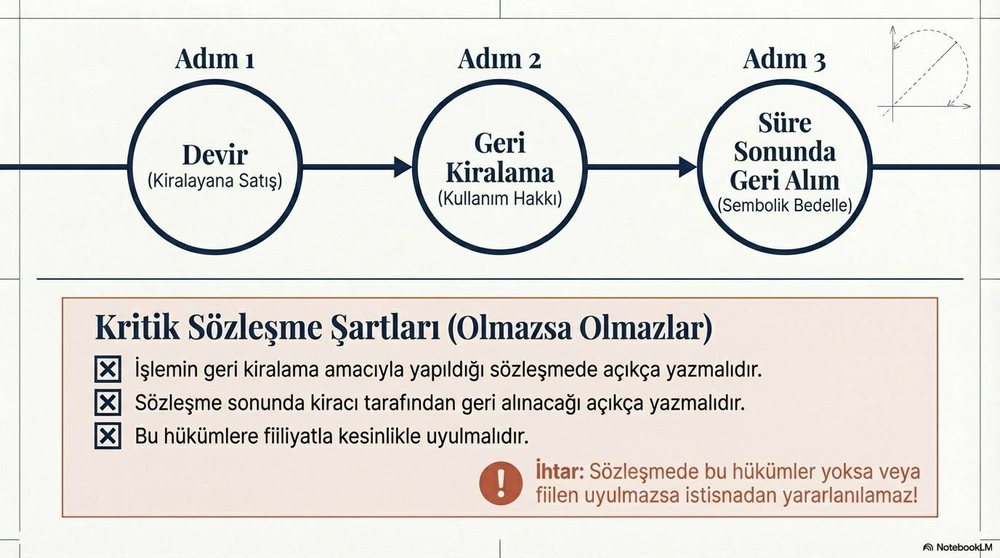 Adım 1
Devir
(Kiralayana Satış)
Adım 2
Geri
Kiralama
(Kullanım Hakkı)
Adım 3
Süre
Sonunda
Geri Alım
(Sembolik Bedelle)
Kritik Sözleşme Şartları (Olmazsa Olmazlar)
İşlemin geri kiralama amacıyla yapıldığı sözleşmede açıkça yazmalıdır.
Sözleşme sonunda kiracı tarafından geri alınacağı açıkça yazmalıdır.
Bu hükümlere fiiliyatla kesinlikle uyulmalıdır.
İhtar: Sözleşmede bu hükümler yoksa veya
fiilen uyulmazsa istisnadan yararlanılamaz!
NotebookLM